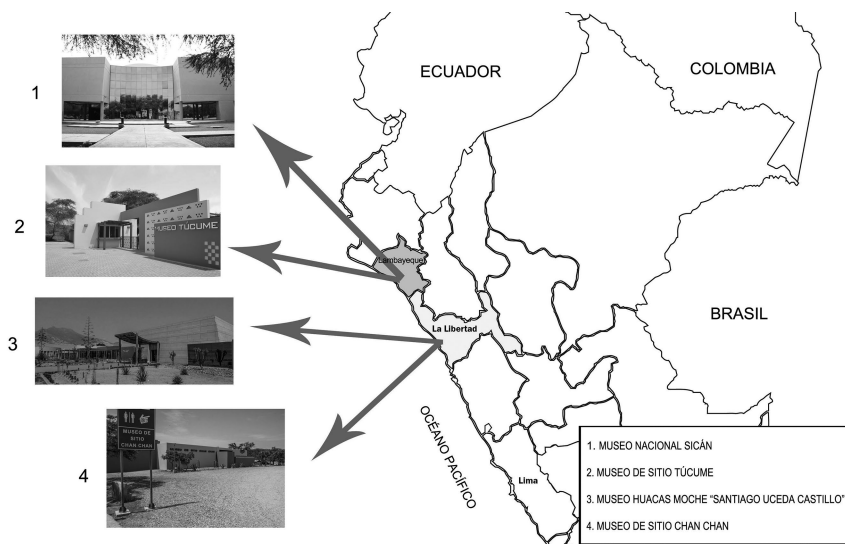 1
2
MUSEO TÚCUME
3
4
MUSEO DE
SITIO
CHAN CHAN
ECUADOR
COLOMBIA
Lambayeque
La Libertad
BRASIL
OCÉANO PACÍFICO
Lima
1. MUSEO NACIONAL SICÁN
2. MUSEO DE SITIO TÚCUME
3. MUSEO HUACAS MOCHE "SANTIAGO UCEDA CASTILLO"
4. MUSEO DE SITIO CHAN CHAN